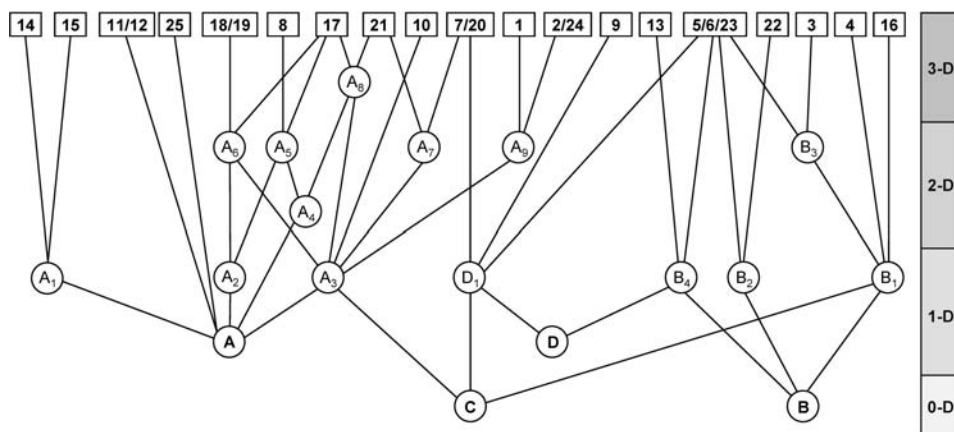 14 15 11/12 25 18/19 8 17 21 10 7/20 1 2/24 9 13 5/6/23 22 3 4 16
3-D
A8
A6 A5 A7 A9 B3
2-D
A4
A1 A2 A3 D1 B4 B2 B1
1-D
A D
C B 0-D